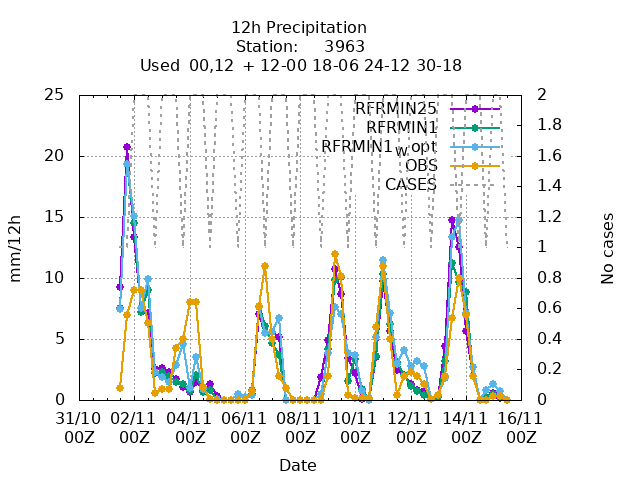 12h Precipitation
Station: 3963
Used 00,12 + 12-00 18-06 24-12 30-18
RFRMIN25
RFRMIN1
RFRMIN1w opt
OBS
CASES
mm/12h
25
20
15
10
5
0
No cases
2
1.8
1.6
1.4
1.2
1
0.8
0.6
0.4
0.2
0
31/10 02/11 04/11 06/11 08/11 10/11 12/11 14/11 16/11
00Z 00Z 00Z 00Z 00Z 00Z 00Z 00Z 00Z
Date